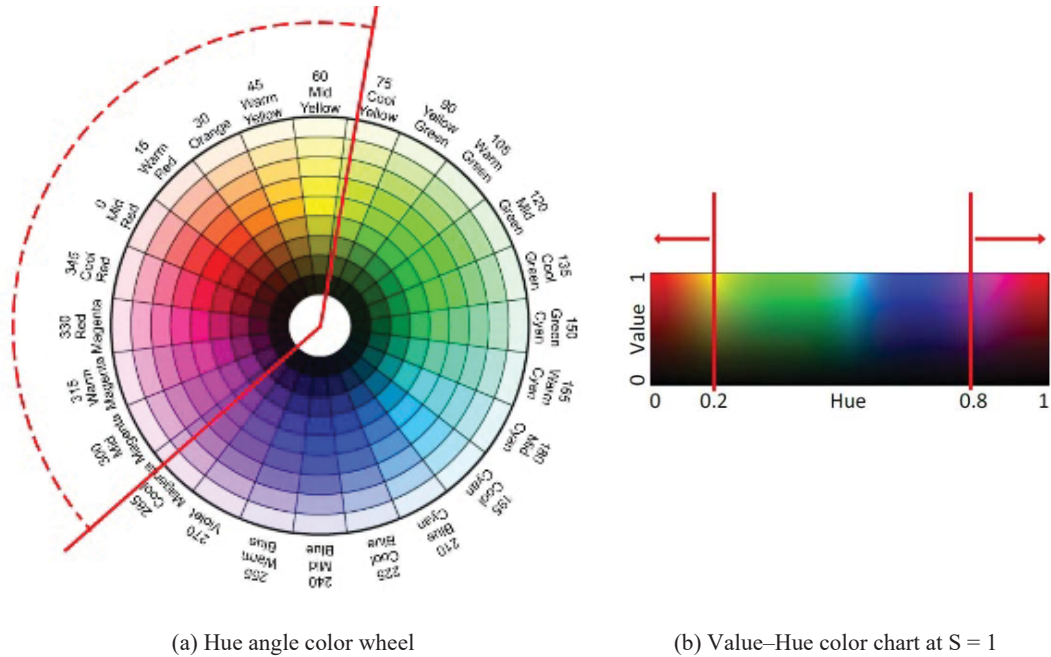 60
Mid
Yellow
75
Cool
Yellow
90
Yellow
Green
105
Warm
Green
120
Mid
Green
135
Cool
Green
150
Green
Cyan
165
Warm
Cyan
180
Mid
Cyan
195
Cool
Cyan
210
Blue
Cyan
225
Cool
Blue
240
Mid
Blue
255
Warm
Blue
270
Violet
285
Cool
Magenta
300
Mid
Magenta
315
Warm
Magenta
330
Red
Magenta
345
Cool
Red
0
Mid
Red
15
Warm
Red
30
Orange
45
Warm
Yellow
0 Value 1
0 0.2 Hue 0.8 1
(a) Hue angle color wheel
(b) Value–Hue color chart at S = 1